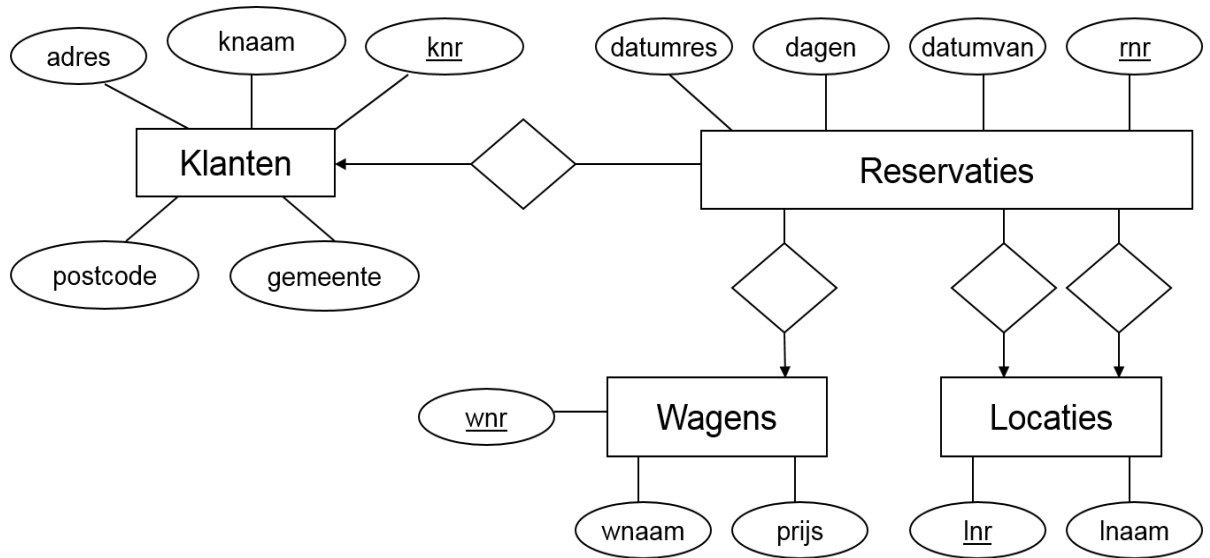 adres
knaam
knr
datumres
dagen
datumvan
rnr
Klanten
Reservaties
postcode
gemeente
wnr
Wagens
Locaties
wnaam
prijs
lnr
lnaam